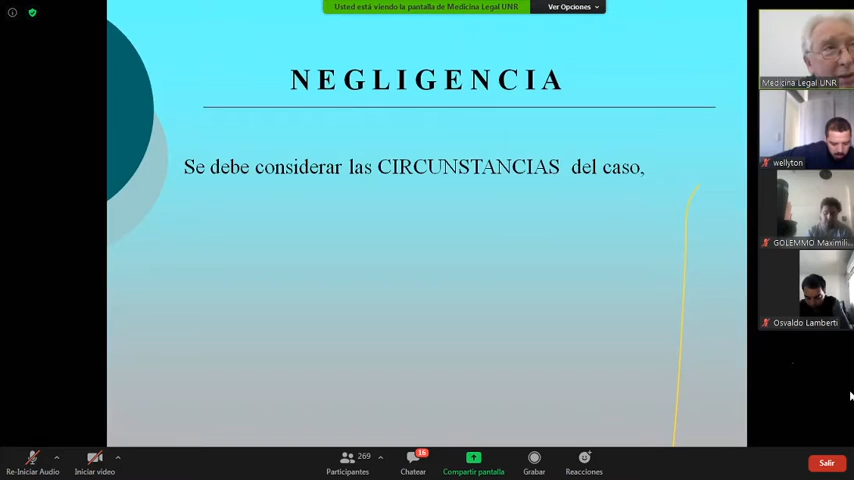 Usted está viendo la pantalla de Medicina Legal UNR
Ver Opciones
NEGLIGENCIA
Se debe considerar las CIRCUNSTANCIAS del caso,
Medicina Legal UNR
wellyton
GOLEMMO Maximili...
Osvaldo Lamberti
Re-Iniciar Audio
Iniciar video
269
Participantes
16
Chatear
Compartir pantalla
Grabar
Reacciones
Salir